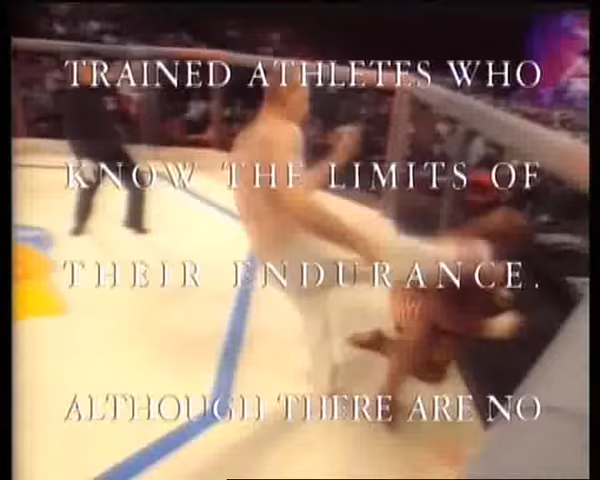 TRAINED ATHLETES WHO
KNOW THE LIMITS OF
THEIR ENDURANCE.
ALTHOUGH THERE ARE NO